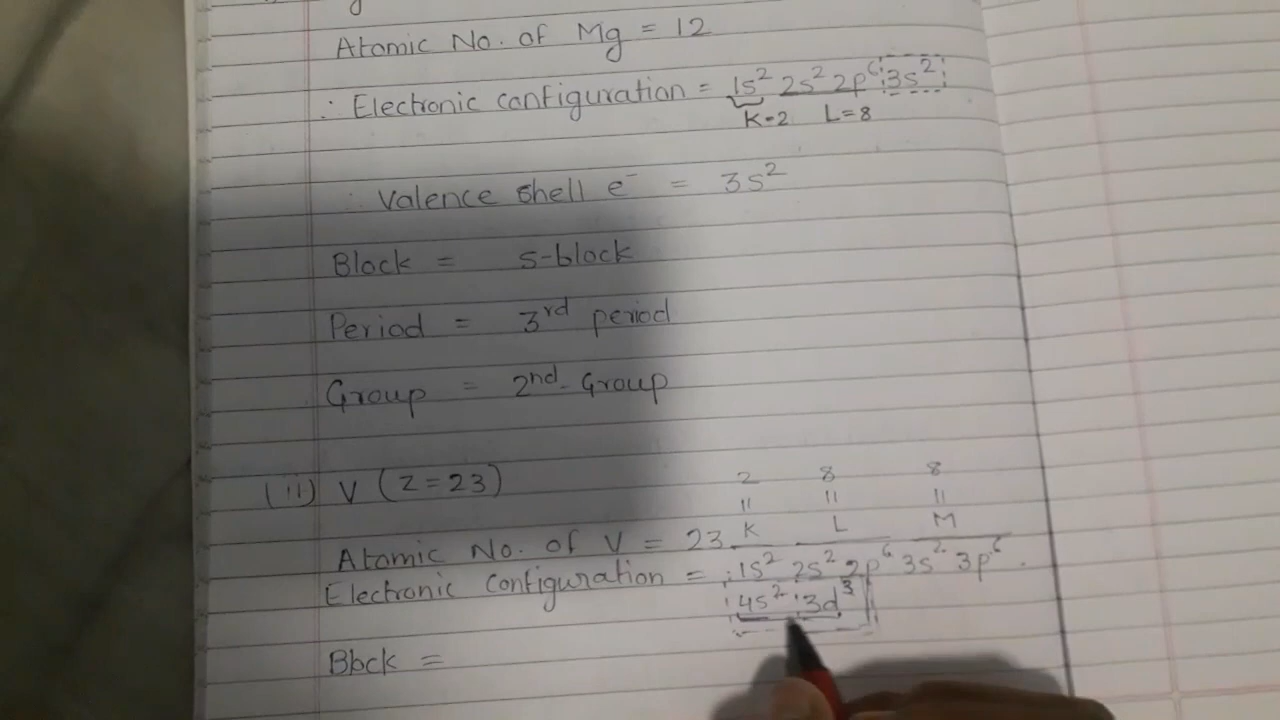 Atomic No. of Mg = 12
∴ Electronic configuration = 1s² 2s² 2p⁶ 3s²
K=2 L=8
∴ Valence shell e⁻ = 3s²
Block = s-block
Period = 3rd period
Group = 2nd Group
(ii) V (Z=23)
2 8 8
" " "
K L M
Atomic No. of V = 23
Electronic Configuration = 1s² 2s² 2p⁶ 3s² 3p⁶
4s² 3d³
Block =